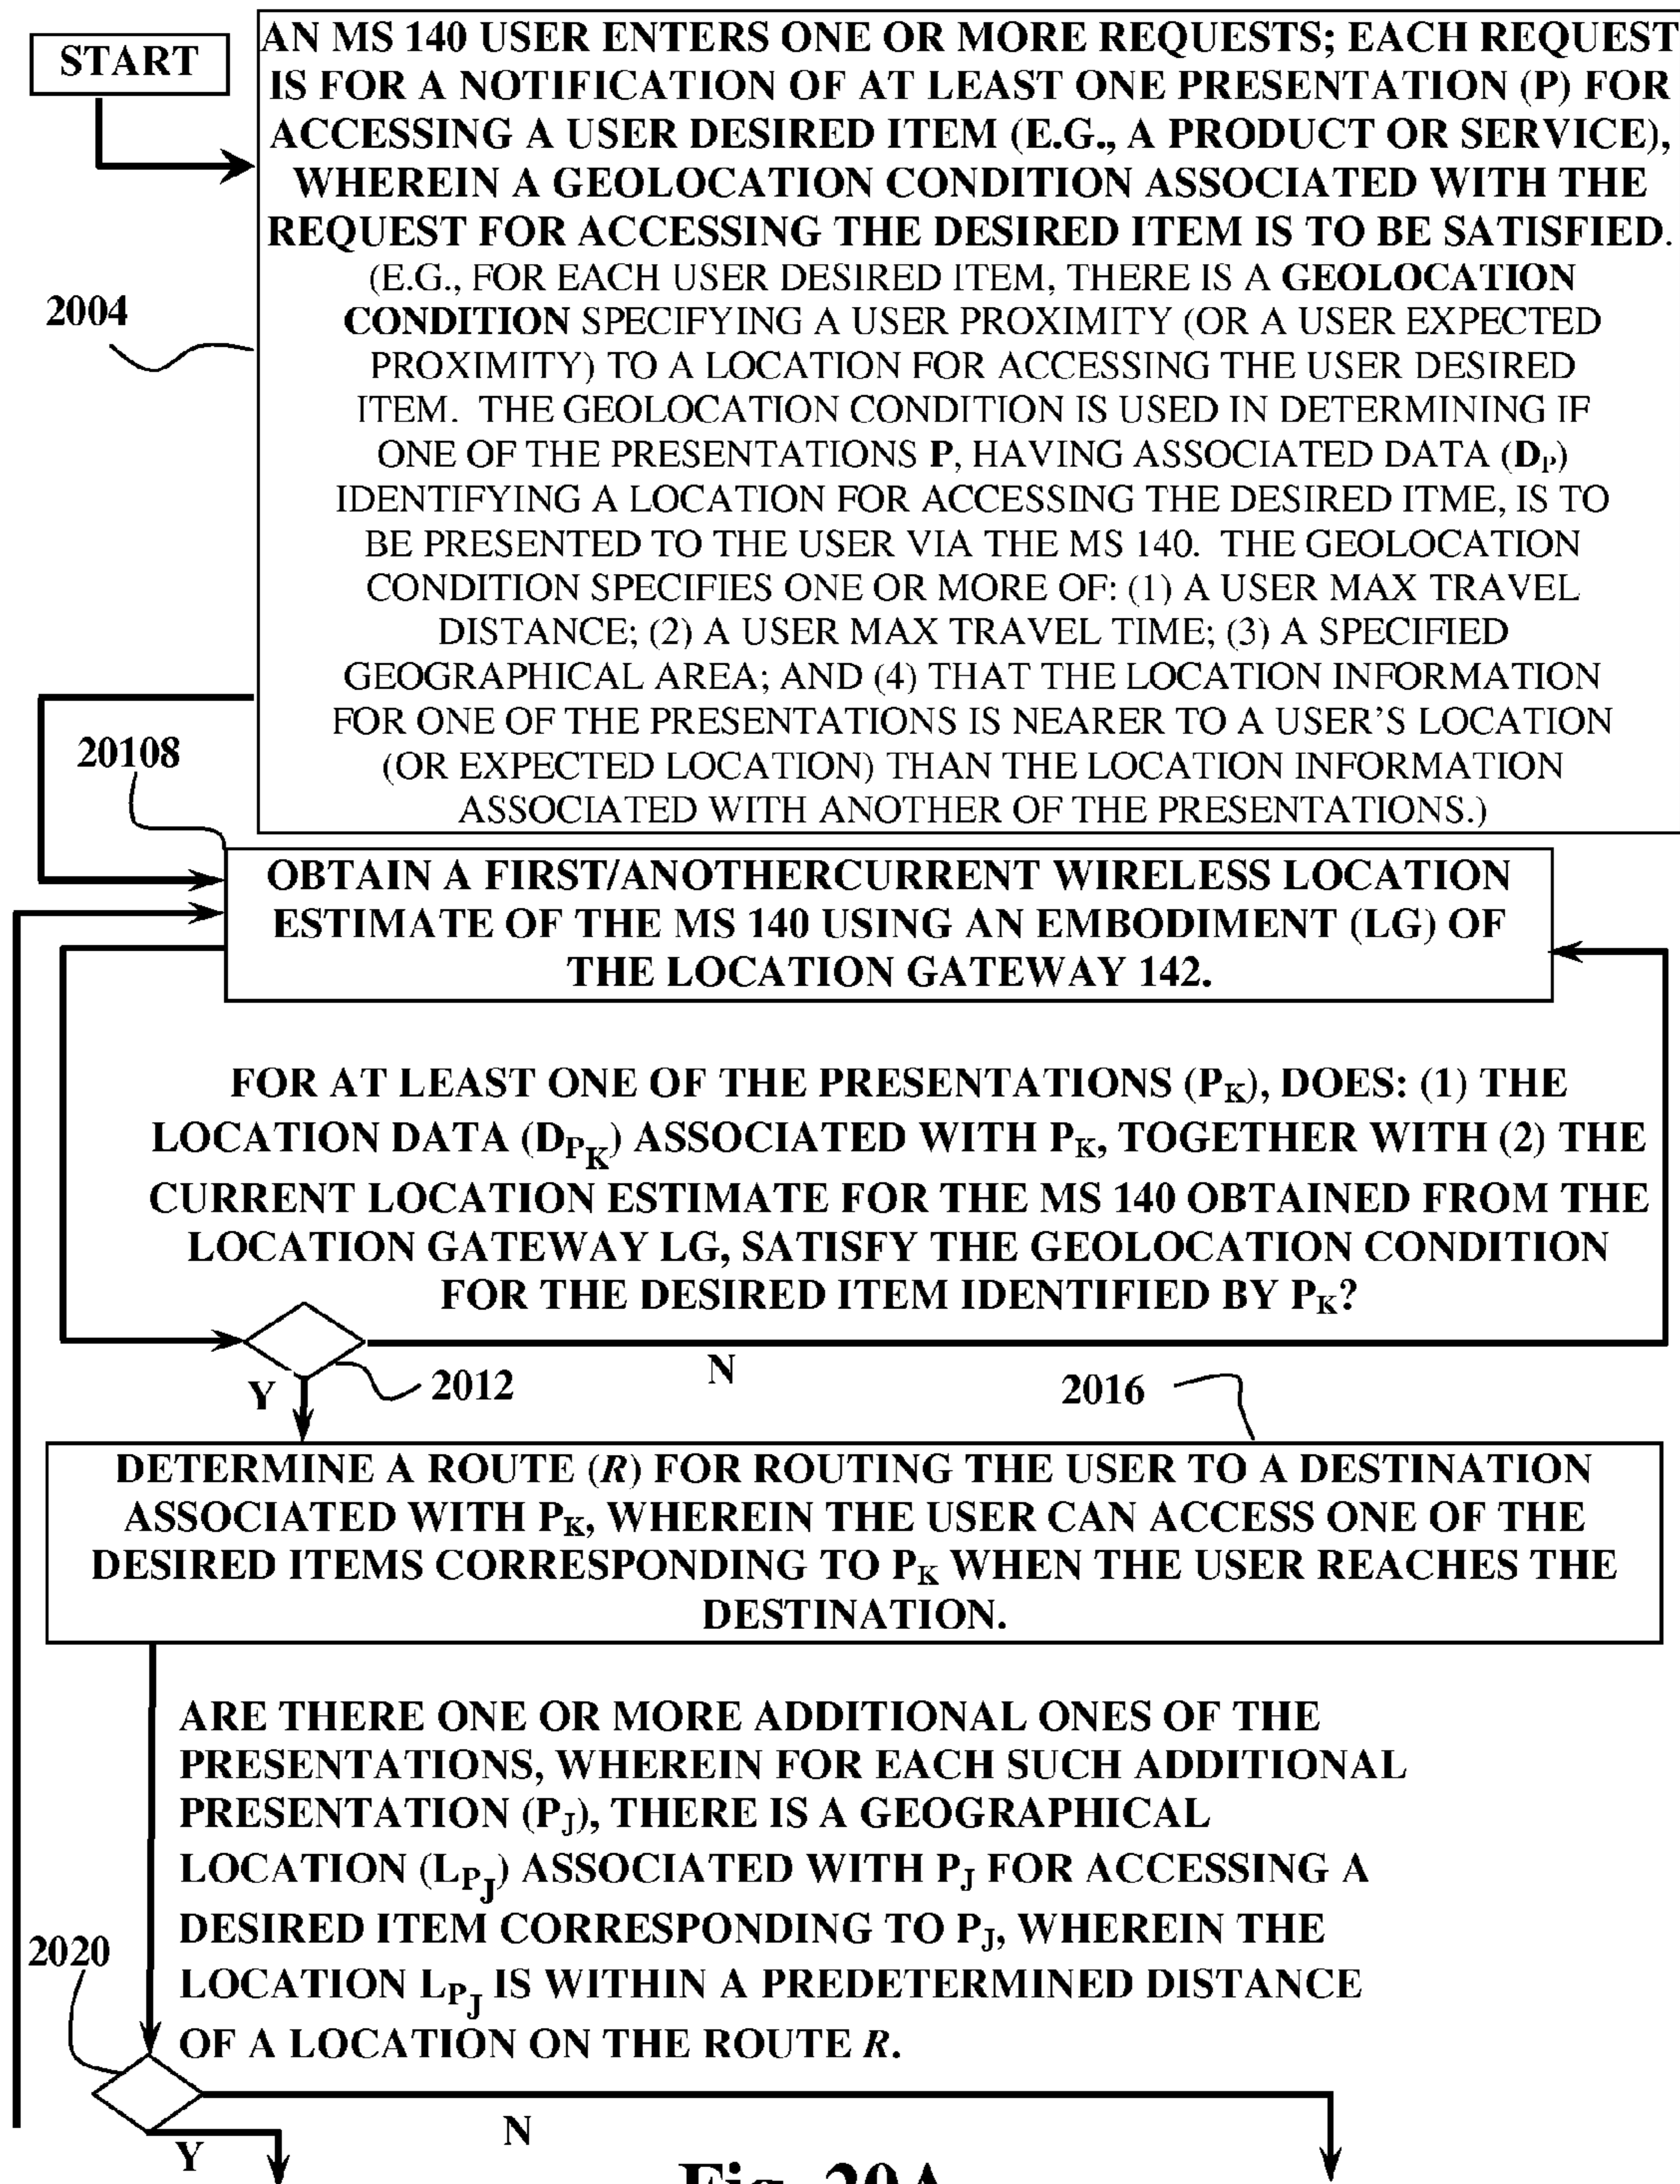 START
AN MS 140 USER ENTERS ONE OR MORE REQUESTS; EACH REQUEST
IS FOR A NOTIFICATION OF AT LEAST ONE PRESENTATION (P) FOR
ACCESSING A USER DESIRED ITEM (E.G., A PRODUCT OR SERVICE),
WHEREIN A GEOLOCATION CONDITION ASSOCIATED WITH THE
REQUEST FOR ACCESSING THE DESIRED ITEM IS TO BE SATISFIED.
(E.G., FOR EACH USER DESIRED ITEM, THERE IS A GEOLOCATION
CONDITION SPECIFYING A USER PROXIMITY (OR A USER EXPECTED
PROXIMITY) TO A LOCATION FOR ACCESSING THE USER DESIRED
ITEM. THE GEOLOCATION CONDITION IS USED IN DETERMINING IF
ONE OF THE PRESENTATIONS P, HAVING ASSOCIATED DATA (DP)
IDENTIFYING A LOCATION FOR ACCESSING THE DESIRED ITME, IS TO
BE PRESENTED TO THE USER VIA THE MS 140. THE GEOLOCATION
CONDITION SPECIFIES ONE OR MORE OF: (1) A USER MAX TRAVEL
DISTANCE; (2) A USER MAX TRAVEL TIME; (3) A SPECIFIED
GEOGRAPHICAL AREA; AND (4) THAT THE LOCATION INFORMATION
FOR ONE OF THE PRESENTATIONS IS NEARER TO A USER'S LOCATION
(OR EXPECTED LOCATION) THAN THE LOCATION INFORMATION
ASSOCIATED WITH ANOTHER OF THE PRESENTATIONS.)
2004
20108
OBTAIN A FIRST/ANOTHERCURRENT WIRELESS LOCATION
ESTIMATE OF THE MS 140 USING AN EMBODIMENT (LG) OF
THE LOCATION GATEWAY 142.
FOR AT LEAST ONE OF THE PRESENTATIONS (PK), DOES: (1) THE
LOCATION DATA (DPK) ASSOCIATED WITH PK, TOGETHER WITH (2) THE
CURRENT LOCATION ESTIMATE FOR THE MS 140 OBTAINED FROM THE
LOCATION GATEWAY LG, SATISFY THE GEOLOCATION CONDITION
FOR THE DESIRED ITEM IDENTIFIED BY PK?
N
Y
2012
2016
DETERMINE A ROUTE (R) FOR ROUTING THE USER TO A DESTINATION
ASSOCIATED WITH PK, WHEREIN THE USER CAN ACCESS ONE OF THE
DESIRED ITEMS CORRESPONDING TO PK WHEN THE USER REACHES THE
DESTINATION.
ARE THERE ONE OR MORE ADDITIONAL ONES OF THE
PRESENTATIONS, WHEREIN FOR EACH SUCH ADDITIONAL
PRESENTATION (PJ), THERE IS A GEOGRAPHICAL
LOCATION (LPJ) ASSOCIATED WITH PJ FOR ACCESSING A
DESIRED ITEM CORRESPONDING TO PJ, WHEREIN THE
LOCATION LPJ IS WITHIN A PREDETERMINED DISTANCE
OF A LOCATION ON THE ROUTE R.
2020
N
Y
Fig. 20A